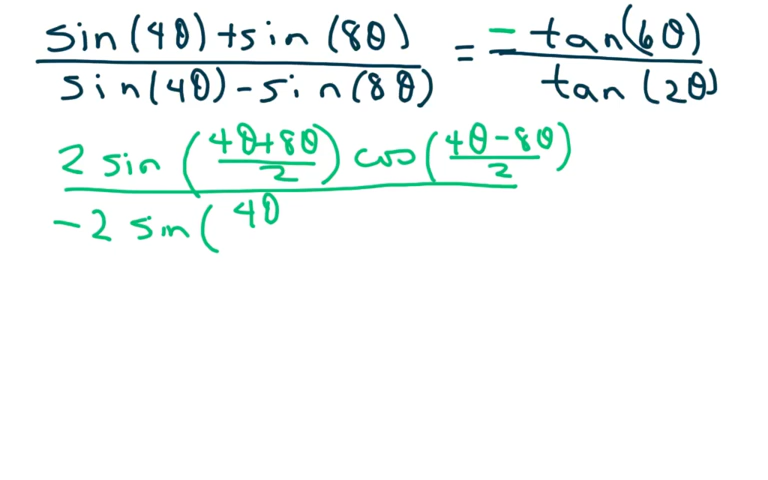 sin(4θ)+sin(8θ) / sin(4θ)-sin(8θ) = - tan(6θ) / tan(2θ)
2 sin((4θ+8θ)/2) cos((4θ-8θ)/2)
-2 sin( 4θ